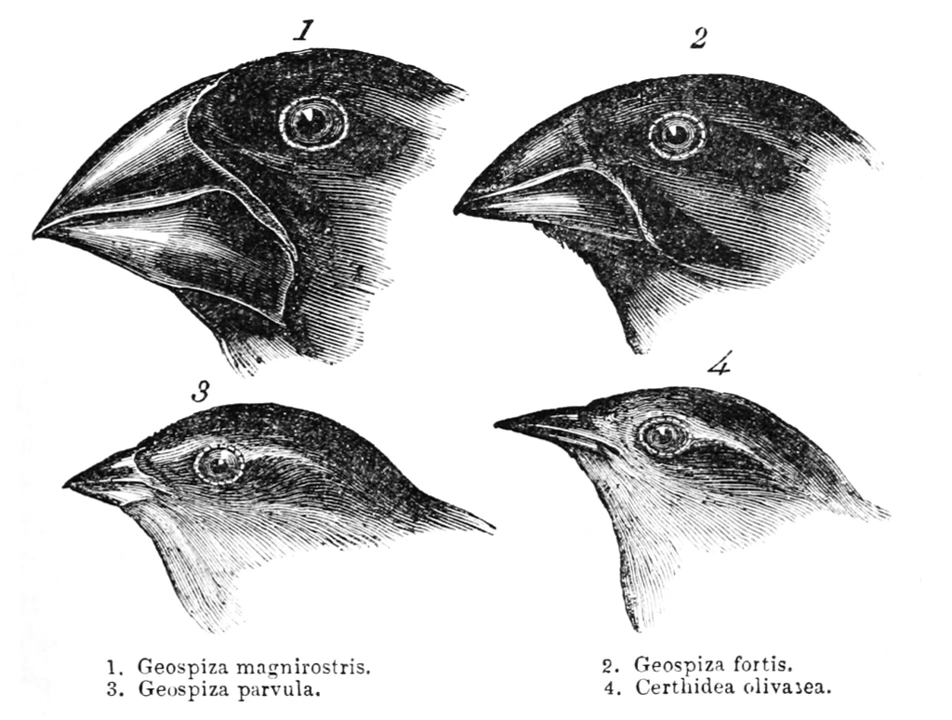 1 2
3 4
1. Geospiza magnirostris. 2. Geospiza fortis.
3. Geospiza parvula. 4. Certhidea olivasea.